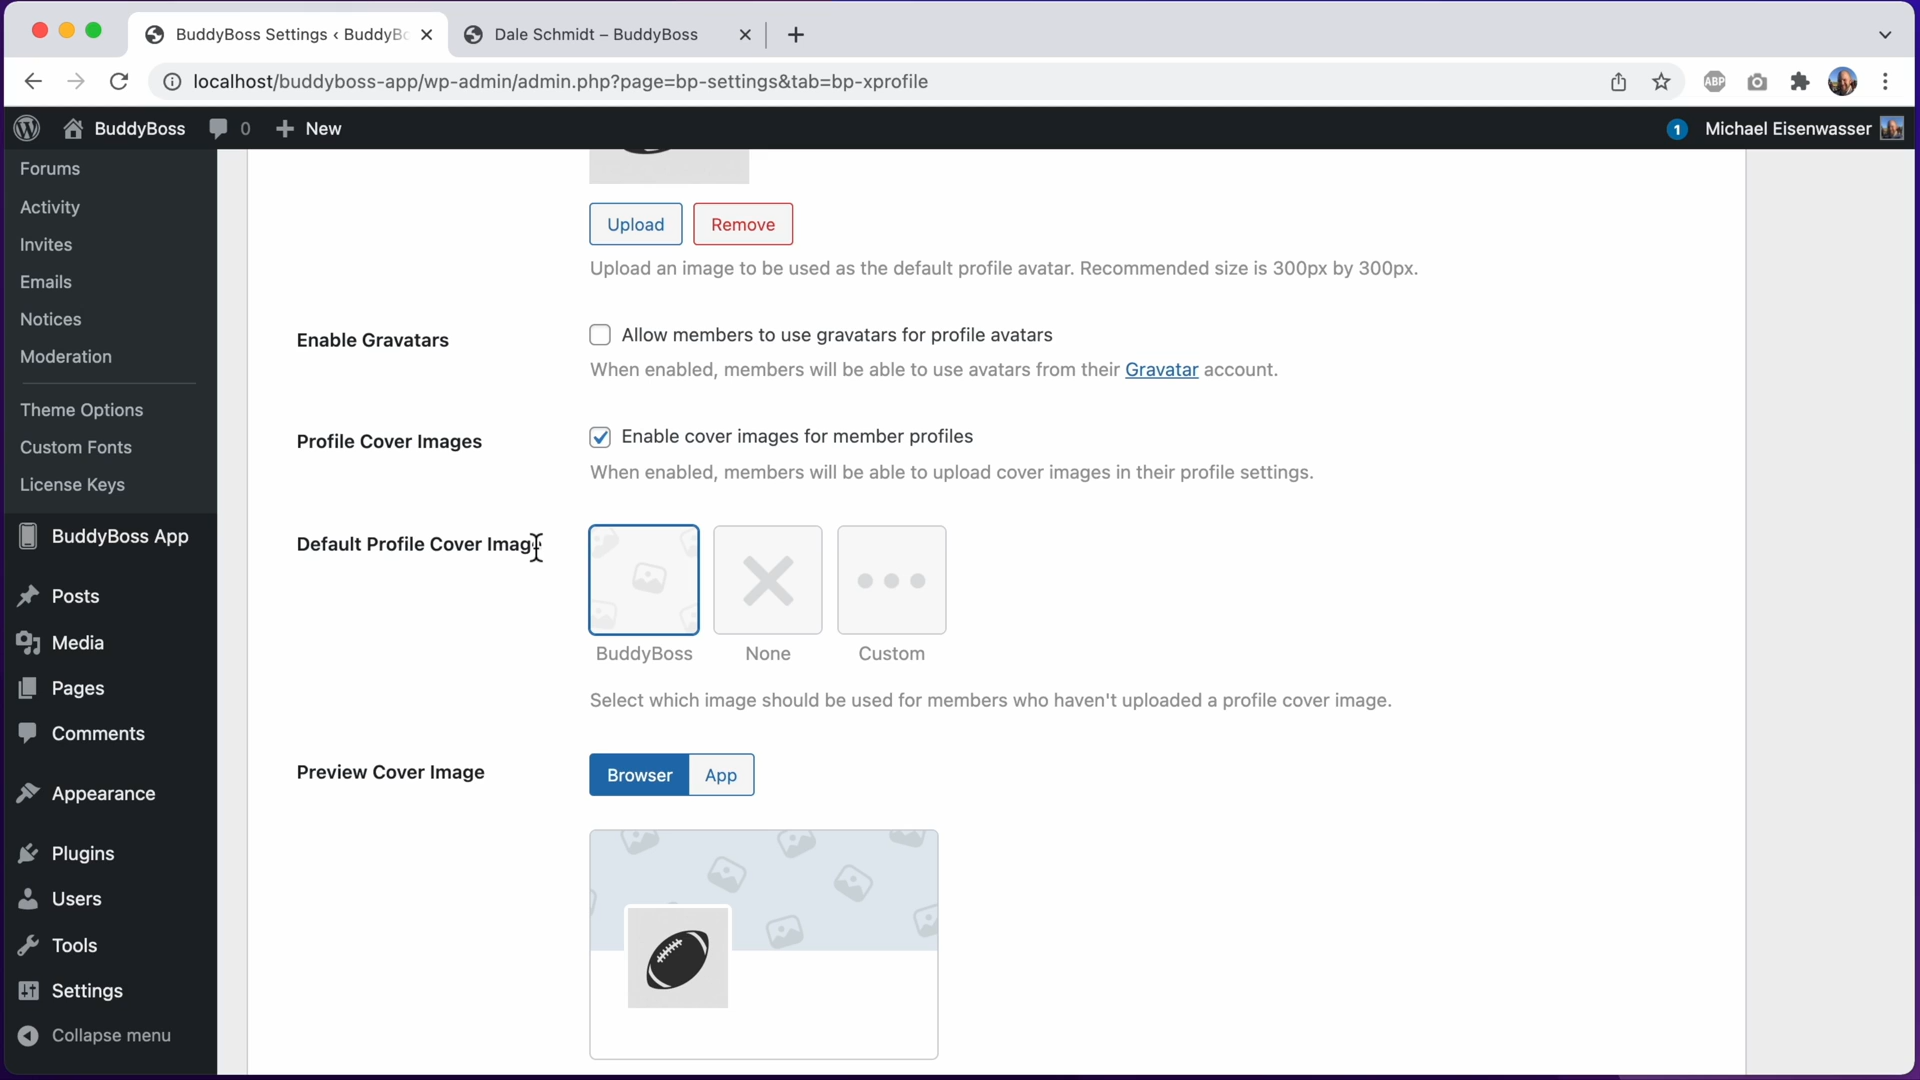 BuddyBoss Settings ‹ BuddyBo
Dale Schmidt – BuddyBoss
localhost/buddyboss-app/wp-admin/admin.php?page=bp-settings&tab=bp-xprofile
ABP
BuddyBoss
0
New
1
Michael Eisenwasser
Forums
Activity
Invites
Emails
Notices
Moderation
Theme Options
Custom Fonts
License Keys
BuddyBoss App
Posts
Media
Pages
Comments
Appearance
Plugins
Users
Tools
Settings
Collapse menu
Upload
Remove
Upload an image to be used as the default profile avatar. Recommended size is 300px by 300px.
Enable Gravatars
Allow members to use gravatars for profile avatars
When enabled, members will be able to use avatars from their Gravatar account.
Profile Cover Images
Enable cover images for member profiles
When enabled, members will be able to upload cover images in their profile settings.
Default Profile Cover Image
BuddyBoss
None
Custom
Select which image should be used for members who haven't uploaded a profile cover image.
Preview Cover Image
Browser
App